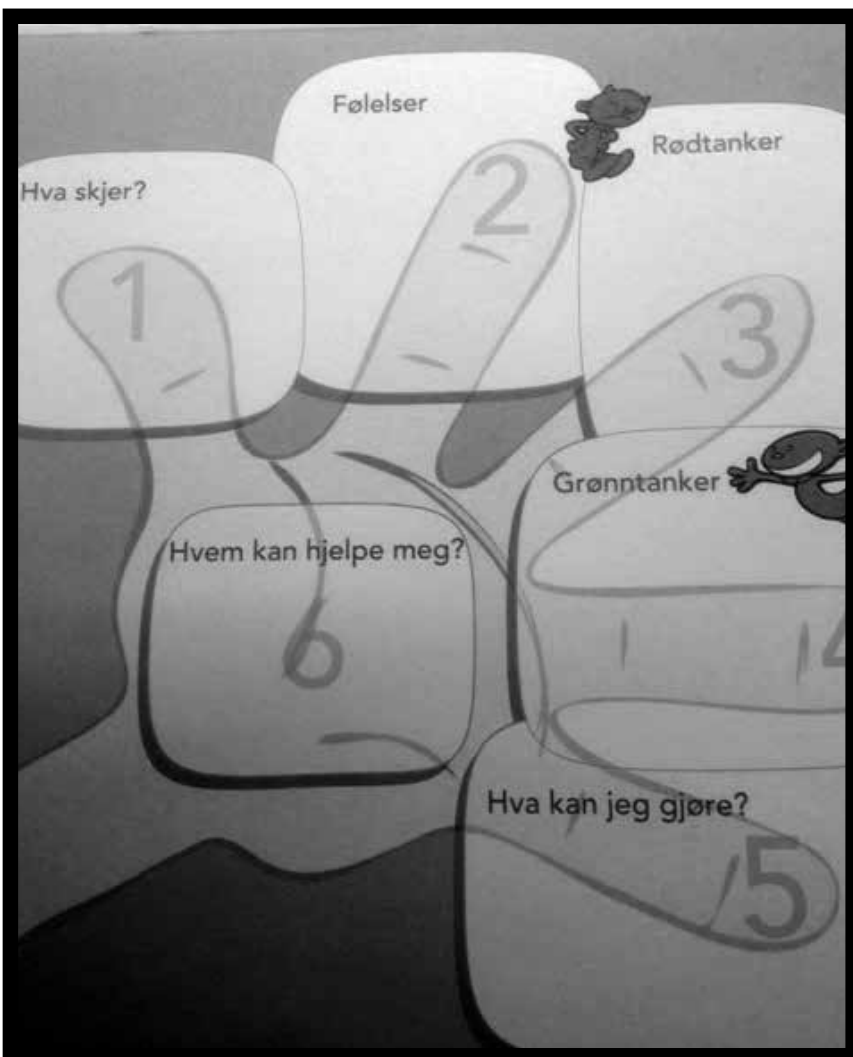 Hva skjer?
1
Følelser
2
Rødtanker
3
Grønntanker
4
Hva kan jeg gjøre?
5
Hvem kan hjelpe meg?
6